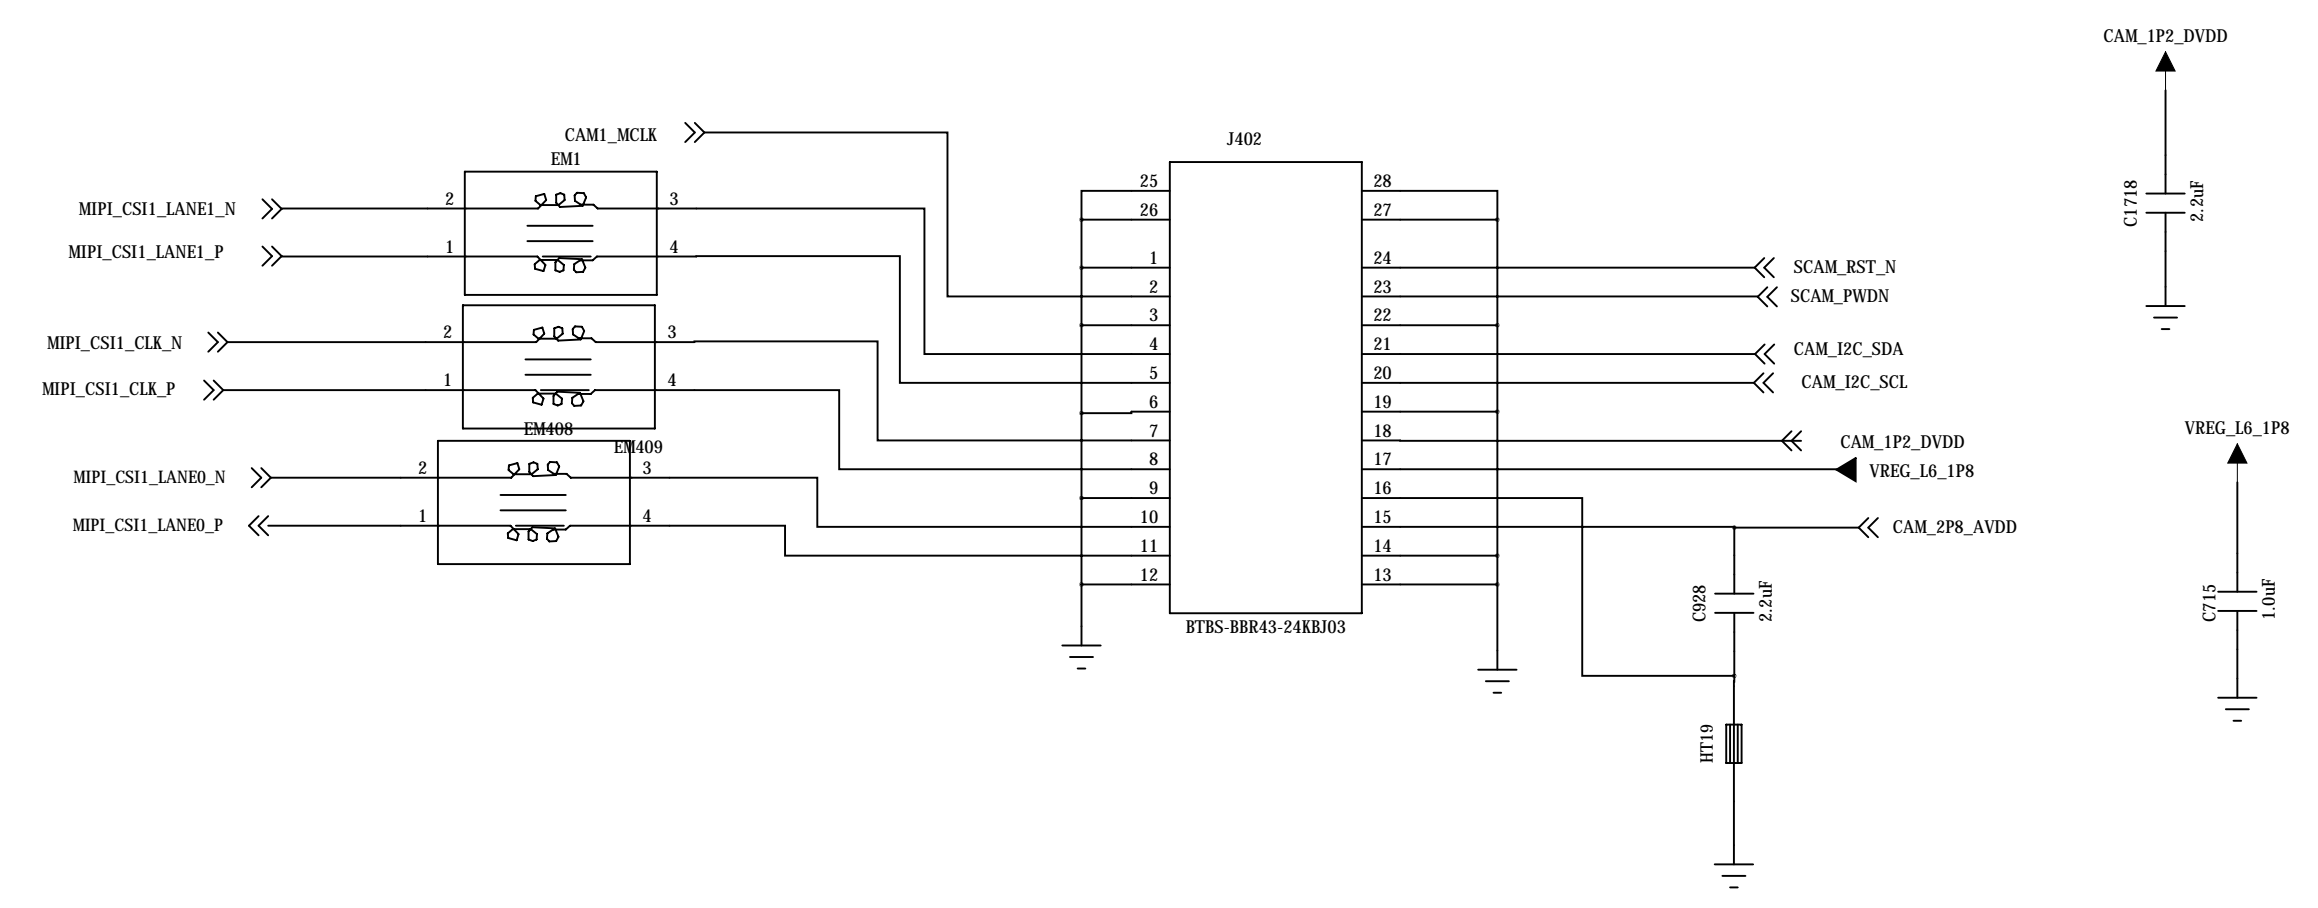 CAM_1P2_DVDD
CAM1_MCLK
J402
EM1
25
28
C1718
2.2uF
MIPI_CSI1_LANE1_N
2
3
26
27
MIPI_CSI1_LANE1_P
1
4
1
24
SCAM_RST_N
2
23
SCAM_PWDN
3
22
MIPI_CSI1_CLK_N
2
3
4
21
CAM_I2C_SDA
MIPI_CSI1_CLK_P
1
4
5
20
CAM_I2C_SCL
6
19
EM408
7
18
CAM_1P2_DVDD
VREG_L6_1P8
EM409
MIPI_CSI1_LANE0_N
2
3
8
17
VREG_L6_1P8
9
16
MIPI_CSI1_LANE0_P
1
4
10
15
CAM_2P8_AVDD
11
14
12
13
C928
2.2uF
C715
1.0uF
BTBS-BBR43-24KBJ03
HT19